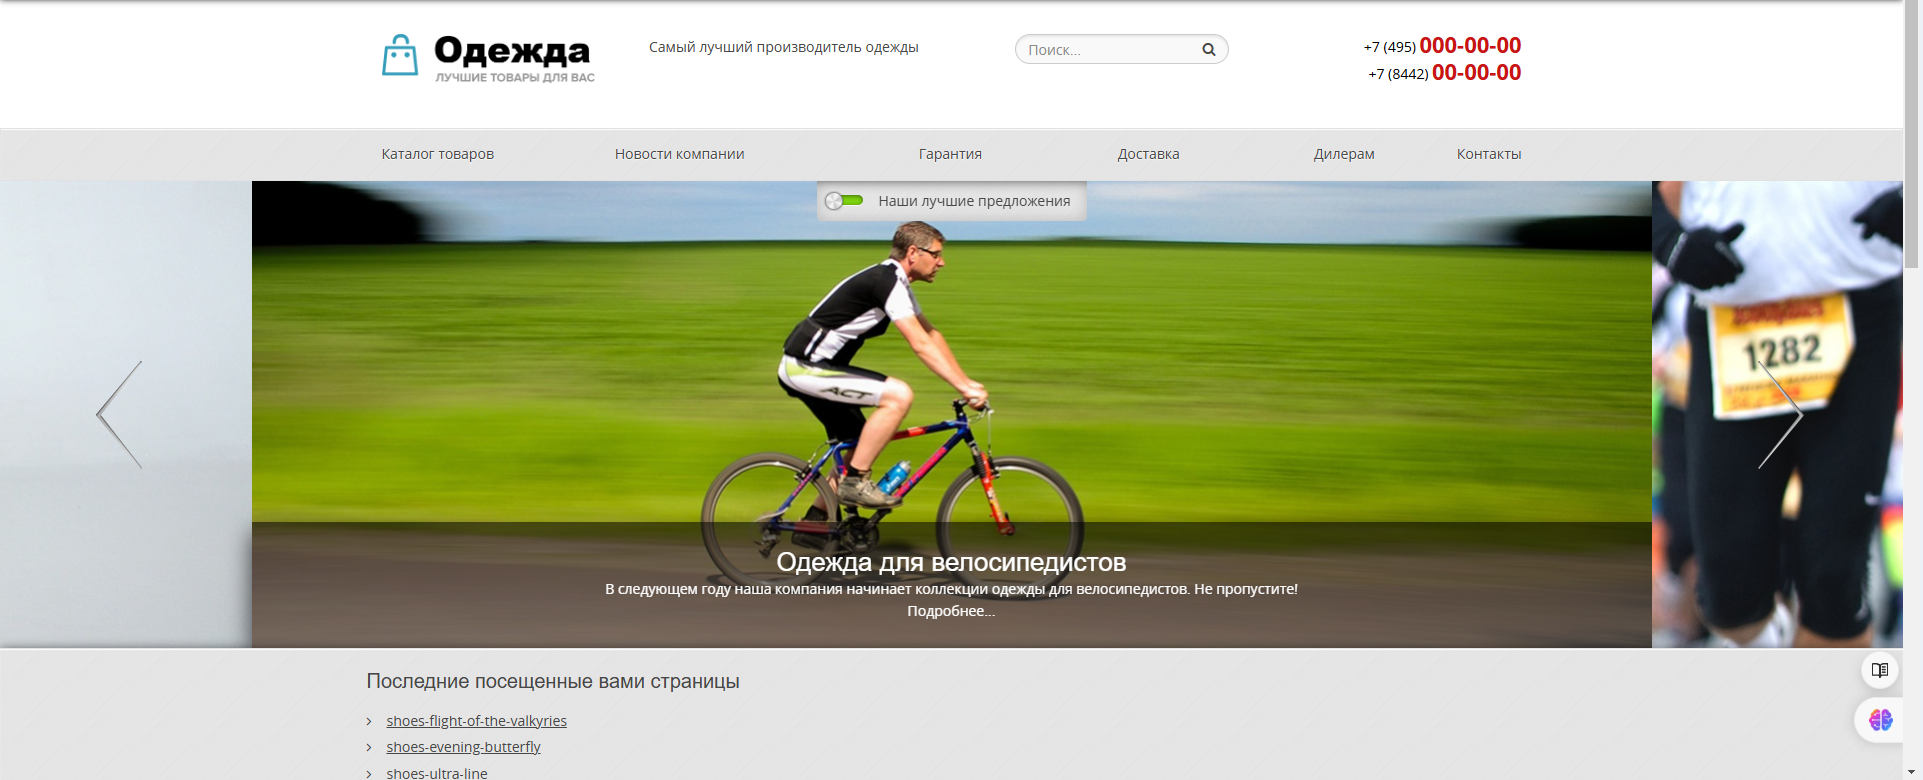 Одежда
ЛУЧШИЕ ТОВАРЫ ДЛЯ ВАС
Самый лучший производитель одежды
Поиск...
+7 (495) 000-00-00
+7 (8442) 00-00-00
Каталог товаров
Новости компании
Гарантия
Доставка
Дилерам
Контакты
Наши лучшие предложения
ACT
1282
Одежда для велосипедистов
В следующем году наша компания начинает коллекции одежды для велосипедистов. Не пропустите!
Подробнее...
Последние посещенные вами страницы
shoes-flight-of-the-valkyries
shoes-evening-butterfly
shoes-ultra-line